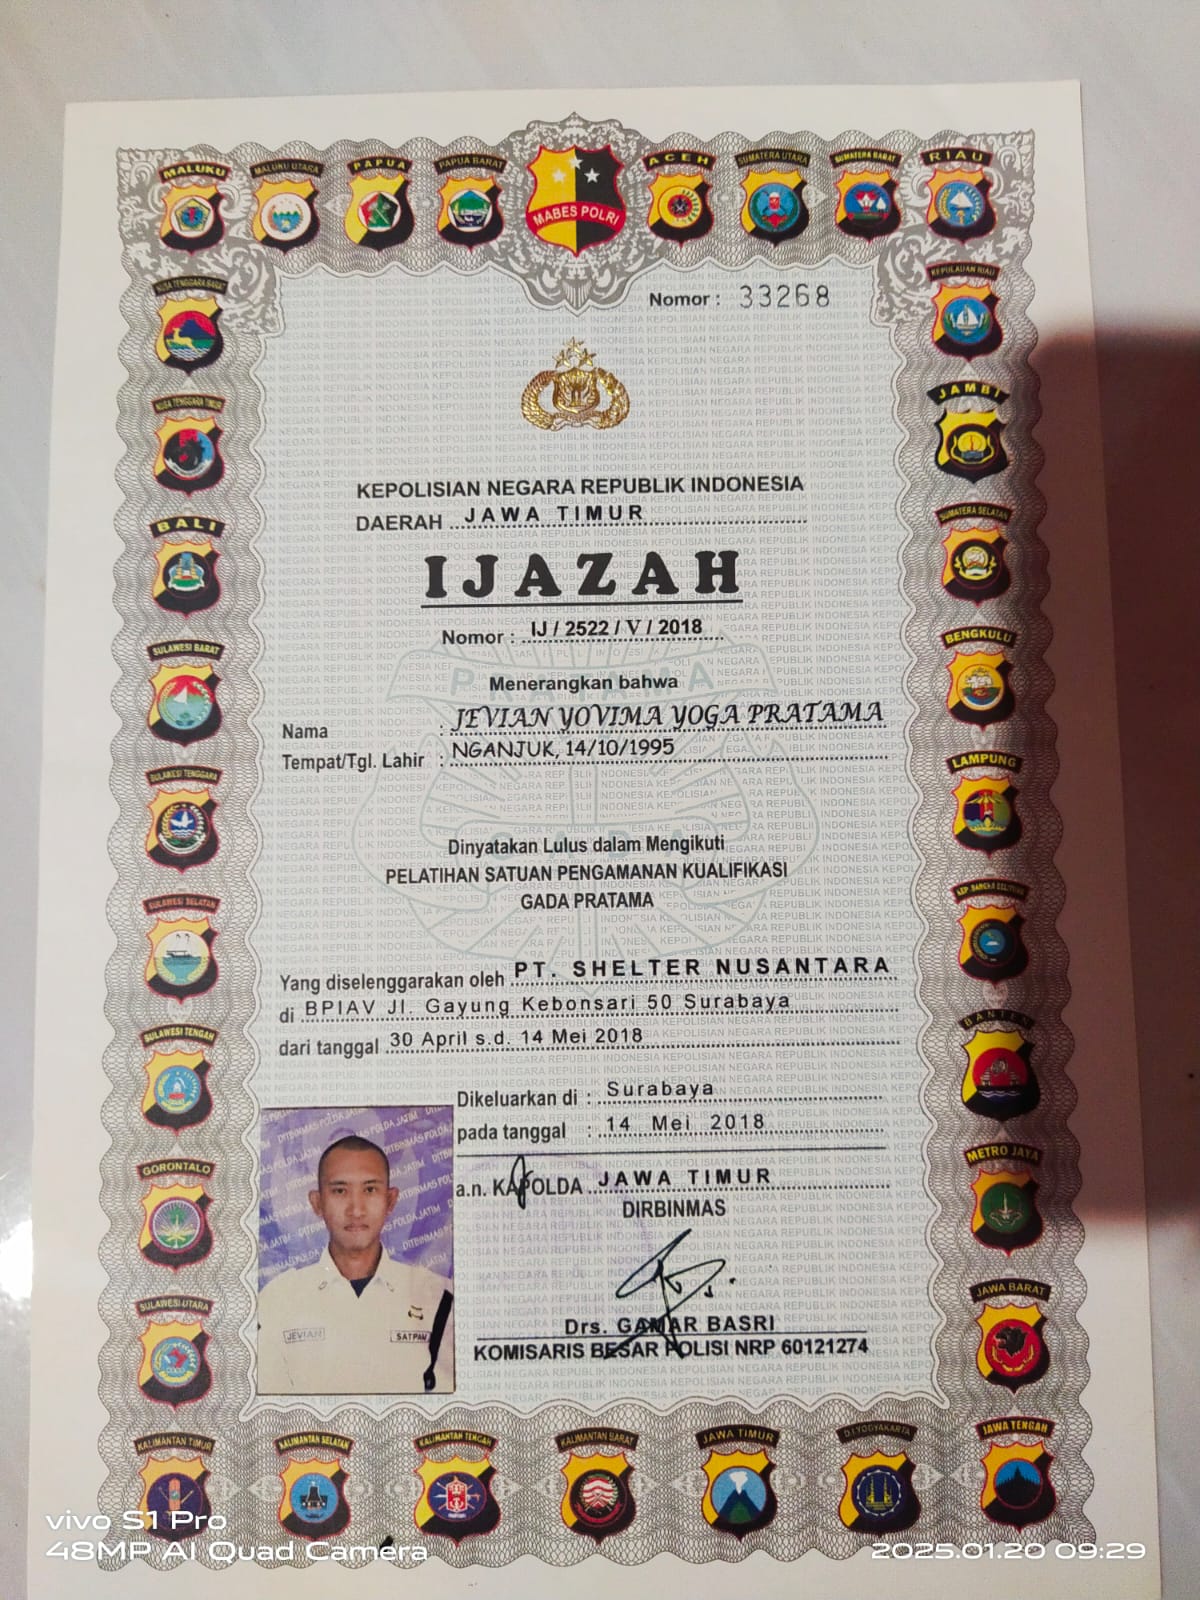 MALUKU
MALUKU UTARA
PAPUA
PAPUA BARAT
MABES POLRI
ACEH
SUMATERA UTARA
SUMATERA BARAT
RIAU
NUSA TENGGARA BARAT
KEPULAUAN RIAU
Nomor : 33268
NUSA TENGGARA TIMUR
JAMBI
KEPOLISIAN NEGARA REPUBLIK INDONESIA
DAERAH JAWA TIMUR
BALI
SUMATERA SELATAN
IJAZAH
Nomor : IJ / 2522 / V / 2018
SULAWESI BARAT
BENGKULU
PRATAMA
Menerangkan bahwa
Nama : JEVIAN YOVIMA YOGA PRATAMA
Tempat/Tgl. Lahir : NGANJUK, 14/10/1995
SULAWESI TENGGARA
LAMPUNG
GADA
Dinyatakan Lulus dalam Mengikuti
PELATIHAN SATUAN PENGAMANAN KUALIFIKASI
GADA PRATAMA
SULAWESI SELATAN
KEP. BANGKA BELITUNG
Yang diselenggarakan oleh PT. SHELTER NUSANTARA
di BPIAV Jl. Gayung Kebonsari 50 Surabaya
dari tanggal 30 April s.d. 14 Mei 2018
SULAWESI TENGAH
BANTEN
Dikeluarkan di : Surabaya
pada tanggal : 14 Mei 2018
GORONTALO
METRO JAYA
a.n. KAPOLDA JAWA TIMUR
DIRBINMAS
DITBINMAS POLDA JATIM
JEVIAN
SATPAM
SULAWESI UTARA
JAWA BARAT
Drs. GAMAR BASRI
KOMISARIS BESAR POLISI NRP 60121274
KALIMANTAN TIMUR
KALIMANTAN SELATAN
KALIMANTAN TENGAH
KALIMANTAN BARAT
JAWA TIMUR
D.I.YOGYAKARTA
JAWA TENGAH
vivo S1 Pro
48MP AI Quad Camera
2025.01.20 09:29